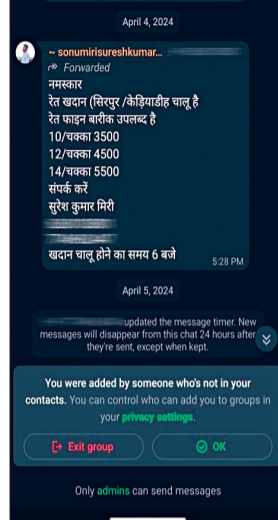 April 4, 2024
~ sonumirisureshkumar...
Forwarded
नमस्कार
रेत खदान (सिरपुर /केड़ियाडीह चालू है
रेत फाइन बारीक उपलब्द है
10/चक्का 3500
12/चक्का 4500
14/चक्का 5500
संपर्क करें
सुरेश कुमार मिरी
खदान चालू होने का समय 6 बजे
5:28 PM
April 5, 2024
updated the message timer. New
messages will disappear from this chat 24 hours after
they're sent, except when kept.
You were added by someone who's not in your
contacts. You can control who can add you to groups in
your privacy settings.
Exit group
OK
Only admins can send messages